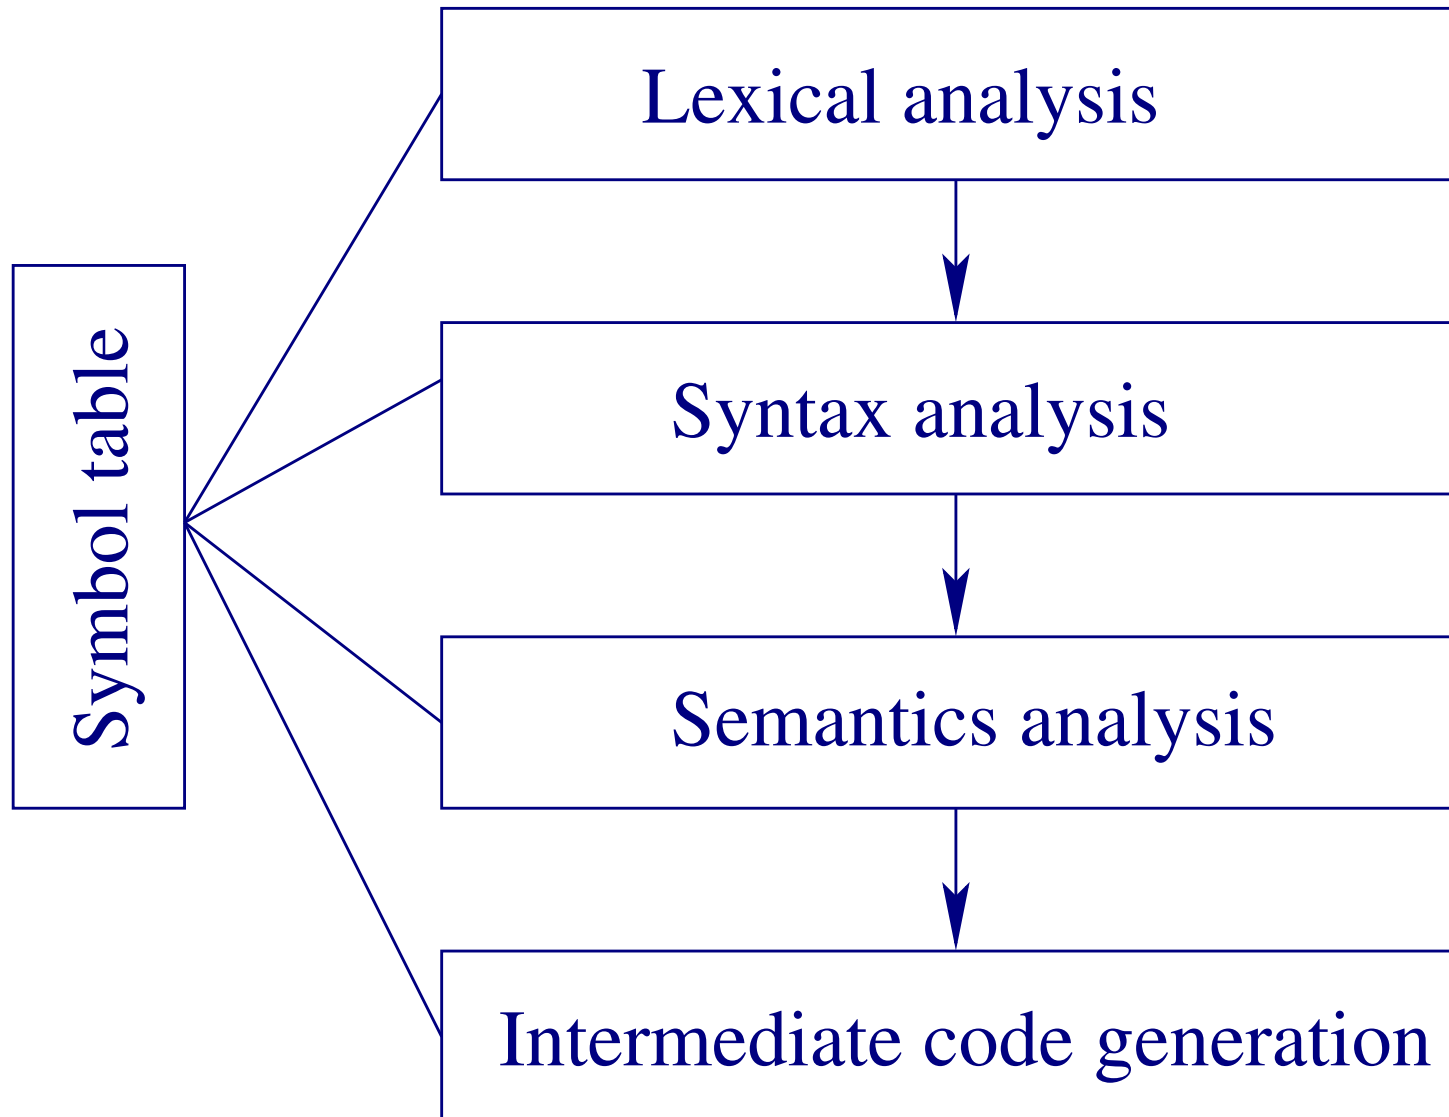 Lexical analysis
Syntax analysis
Symbol table
Semantics analysis
Intermediate code generation